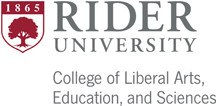 1865
RIDER
UNIVERSITY
College of Liberal Arts,
Education, and Sciences